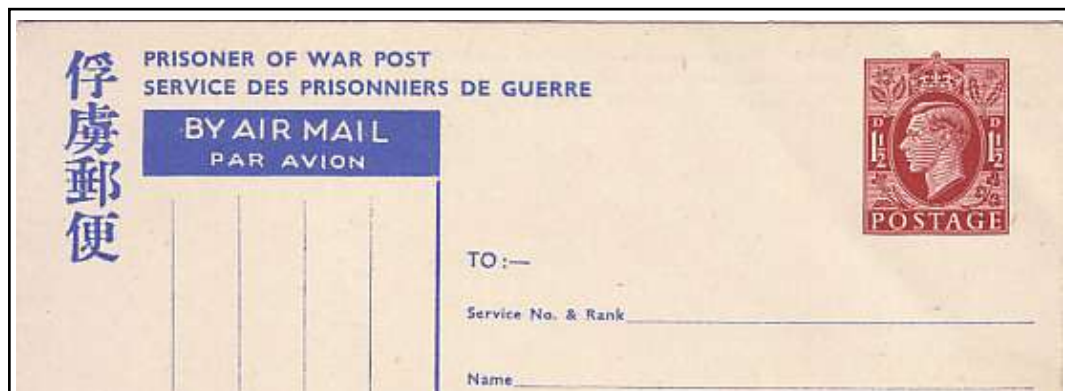 俘虜郵便
PRISONER OF WAR POST
SERVICE DES PRISONNIERS DE GUERRE
BY AIR MAIL
PAR AVION
D D
1½ 1½
POSTAGE
TO :—
Service No. & Rank
Name